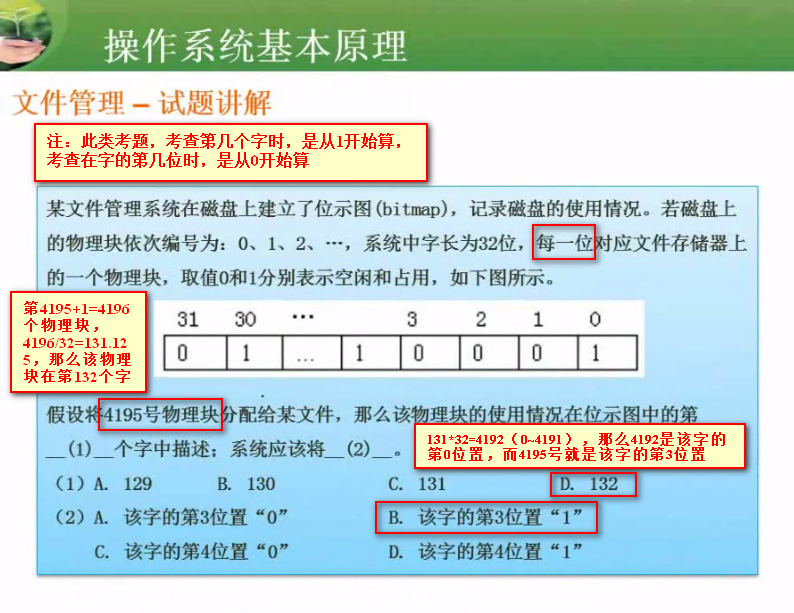 操作系统基本原理
文件管理 – 试题讲解
注：此类考题，考查第几个字时，是从1开始算，
考查在字的第几位时，是从0开始算
某文件管理系统在磁盘上建立了位示图(bitmap)，记录磁盘的使用情况。若磁盘上
的物理块依次编号为：0、1、2、…，系统中字长为32位，每一位对应文件存储器上
的一个物理块，取值0和1分别表示空闲和占用，如下图所示。
第4195+1=4196
个物理块，
4196/32=131.12
5，那么该物理
块在第132个字
31 30 … 3 2 1 0
0 1 … 1 0 0 0 1
假设将4195号物理块分配给某文件，那么该物理块的使用情况在位示图中的第
__(1)__个字中描述；系统应该将__(2)__。
131*32=4192（0~4191），那么4192是该字的
第0位置，而4195号就是该字的第3位置
（1）A. 129 B. 130 C. 131 D. 132
（2）A. 该字的第3位置“0” B. 该字的第3位置“1”
C. 该字的第4位置“0” D. 该字的第4位置“1”